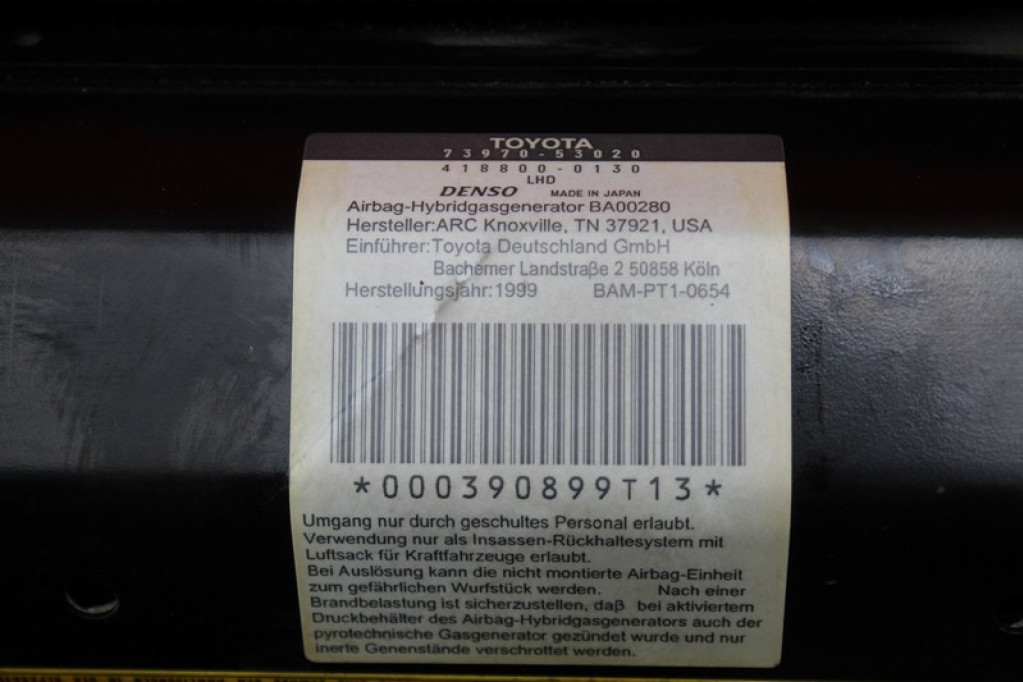 TOYOTA
73970-53020
418800-0130
LHD
DENSO MADE IN JAPAN
Airbag-Hybridgasgenerator BA00280
Hersteller:ARC Knoxville, TN 37921, USA
Einführer:Toyota Deutschland GmbH
Bachemer Landstraße 2 50858 Köln
Herstellungsjahr:1999 BAM-PT1-0654
*000390899T13*
Umgang nur durch geschultes Personal erlaubt.
Verwendung nur als Insassen-Rückhaltesystem mit
Luftsack für Kraftfahrzeuge erlaubt.
Bei Auslösung kann die nicht montierte Airbag-Einheit
zum gefährlichen Wurfstück werden. Nach einer
Brandbelastung ist sicherzustellen, daß bei aktiviertem
Druckbehälter des Airbag-Hybridgasgenerators auch der
pyrotechnische Gasgenerator gezündet wurde und nur
inerte Genenstände verschrottet werden.